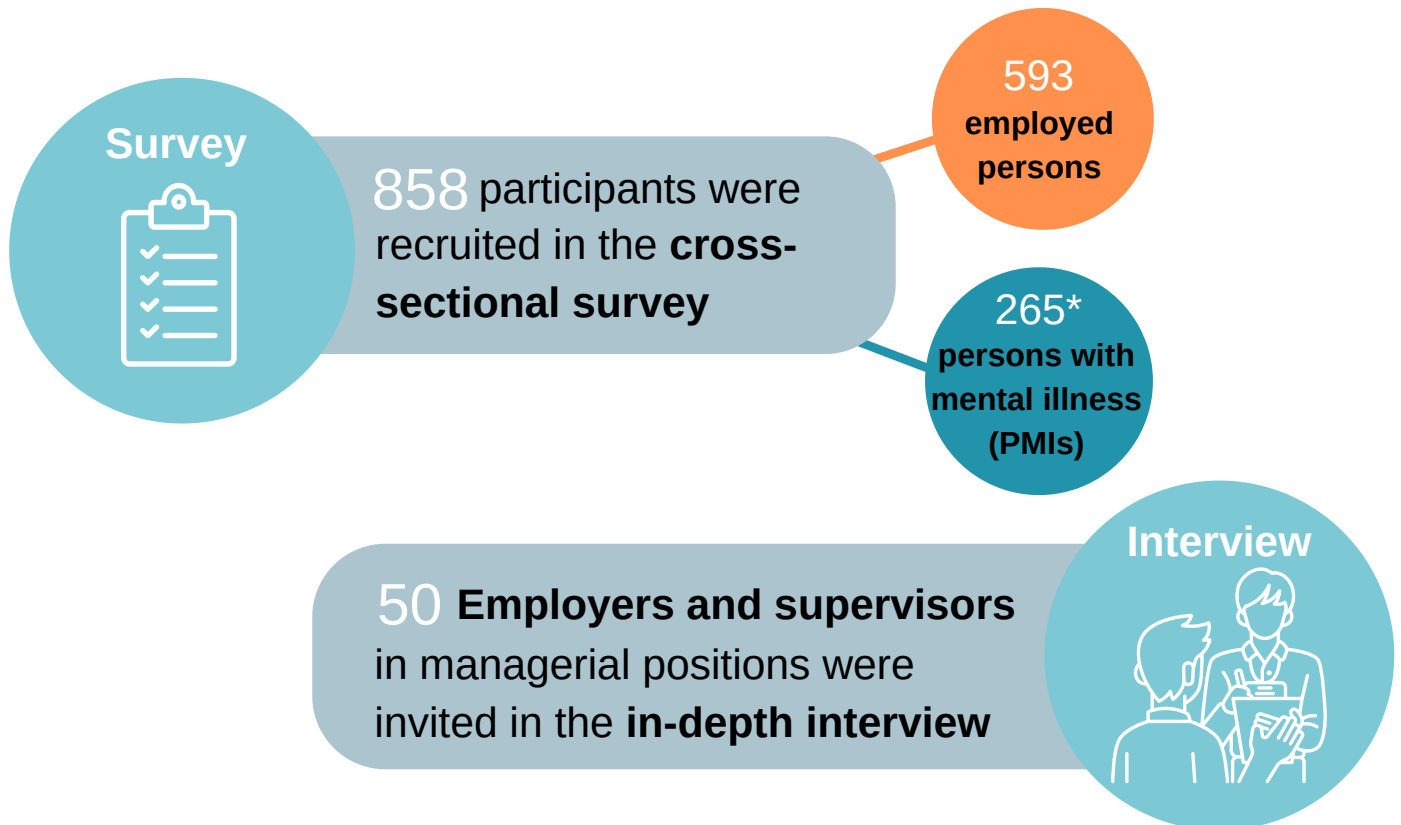 Survey
858 participants were
recruited in the cross-
sectional survey
593
employed
persons
265*
persons with
mental illness
(PMIs)
Interview
50 Employers and supervisors
in managerial positions were
invited in the in-depth interview